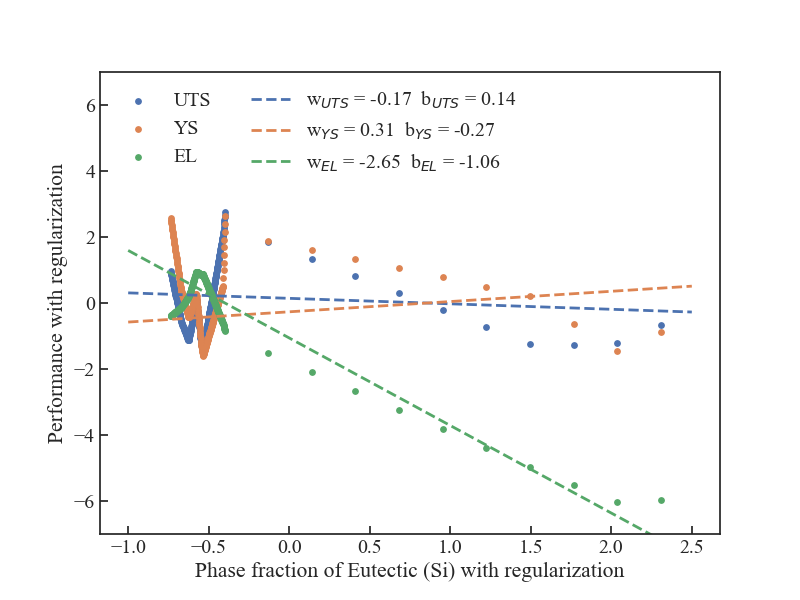 UTS
YS
EL
w_UTS = -0.17 b_UTS = 0.14
w_YS = 0.31 b_YS = -0.27
w_EL = -2.65 b_EL = -1.06
Performance with regularization
6
4
2
0
−2
−4
−6
−1.0 −0.5 0.0 0.5 1.0 1.5 2.0 2.5
Phase fraction of Eutectic (Si) with regularization